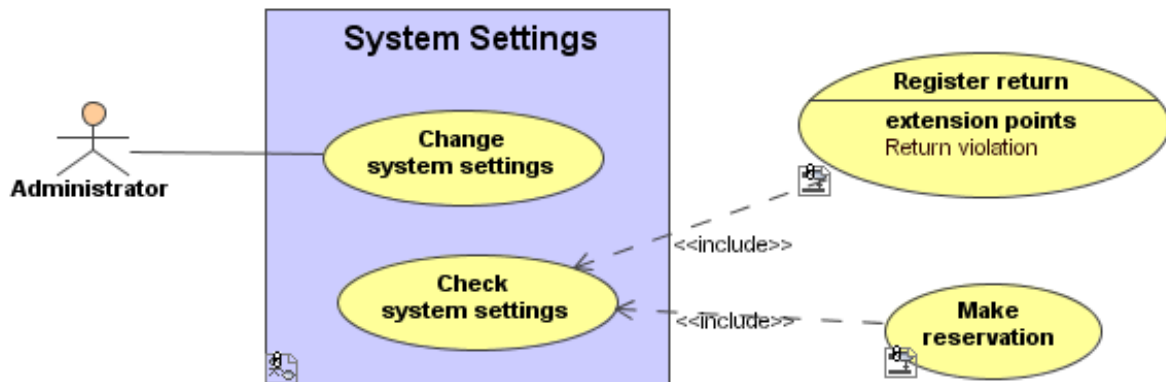 System Settings
Register return
extension points
Return violation
Change
system settings
Administrator
<<include>>
Check
system settings
<<include>>
Make
reservation